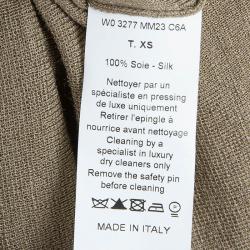 W0 3277 MM23 C6A
T. XS
100% Soie - Silk
Nettoyer par un
spécialiste en pressing
de luxe uniquement
Retirer l'epingle à
nourrice avant nettoyage
Cleaning by a
specialist in luxury
dry cleaners only
Remove the safety pin
before cleaning
MADE IN ITALY